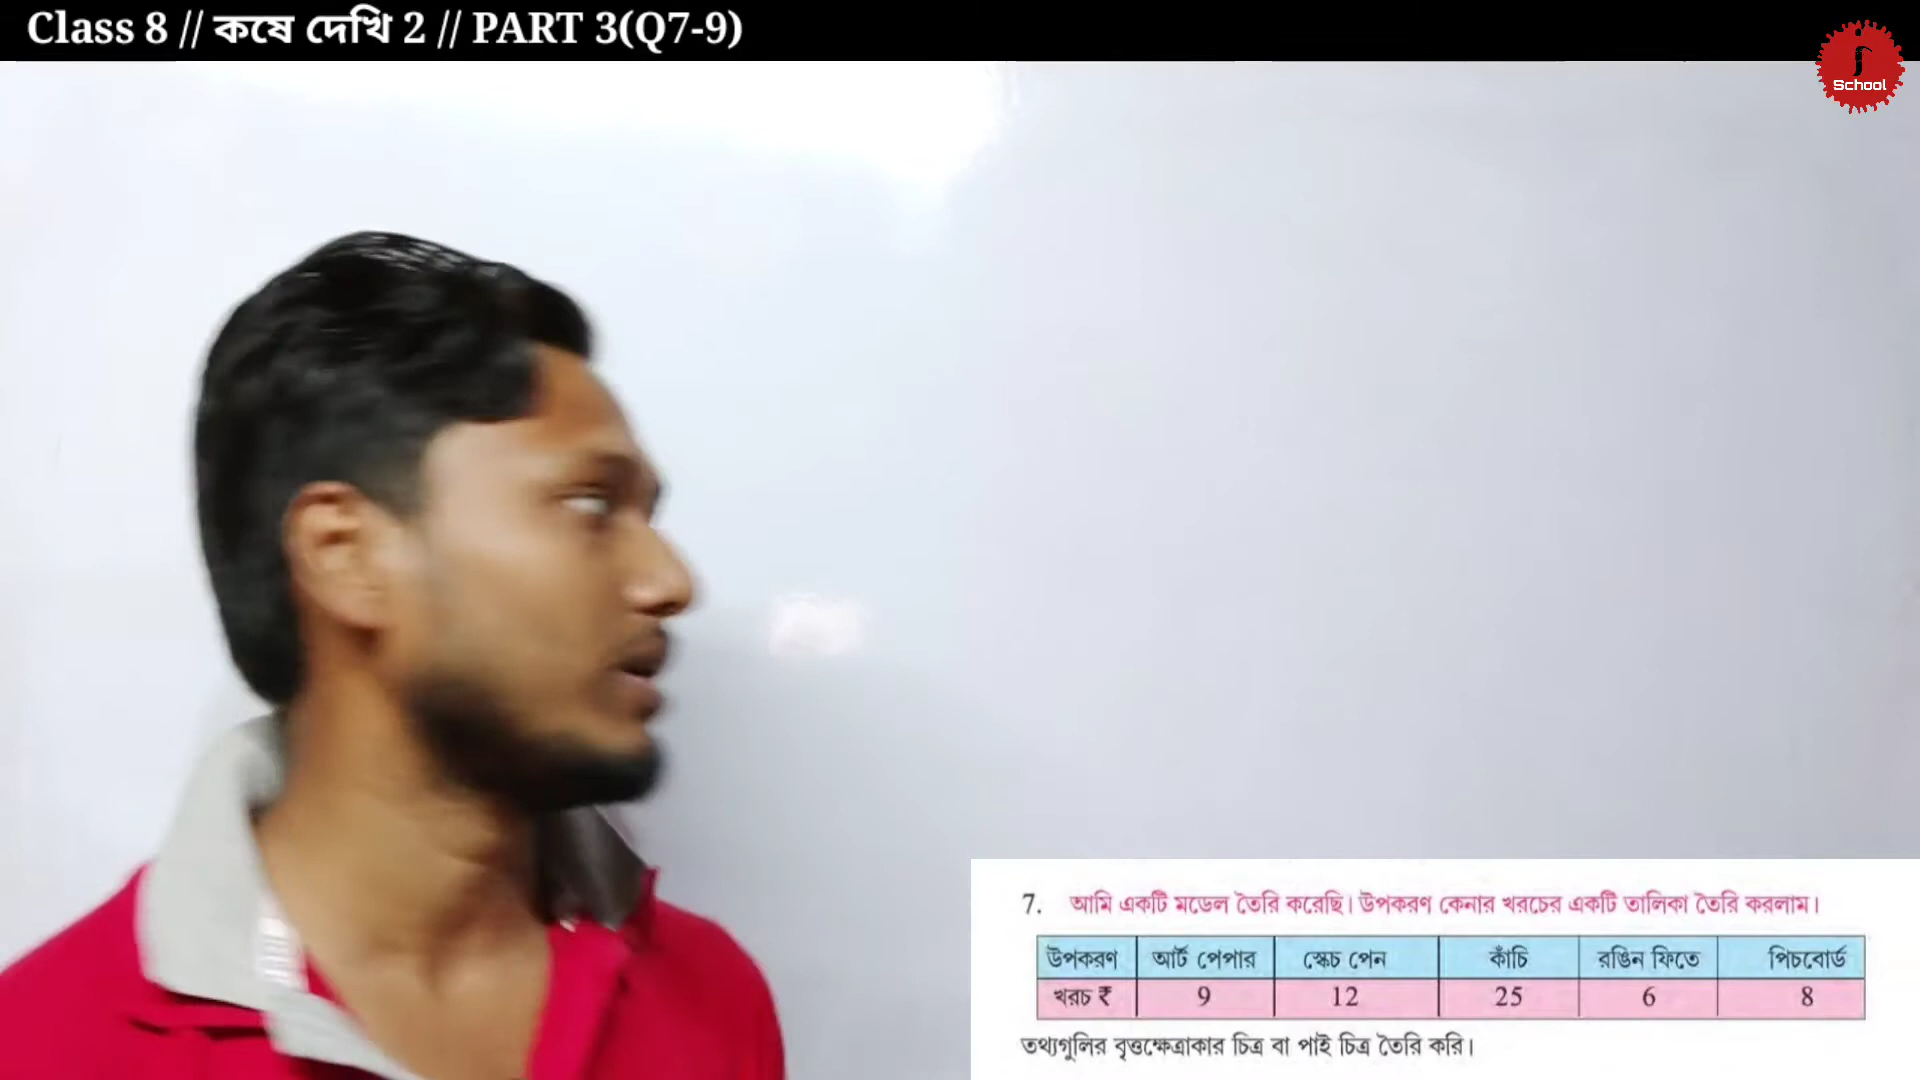 Class 8 // কষে দেখি 2 // PART 3(Q7-9)
School
7. আমি একটি মডেল তৈরি করেছি। উপকরণ কেনার খরচের একটি তালিকা তৈরি করলাম।
উপকরণ আর্ট পেপার স্কেচ পেন কাঁচি রঙিন ফিতে পিচবোর্ড
খরচ ₹ 9 12 25 6 8
তথ্যগুলির বৃত্তক্ষেত্রাকার চিত্র বা পাই চিত্র তৈরি করি।